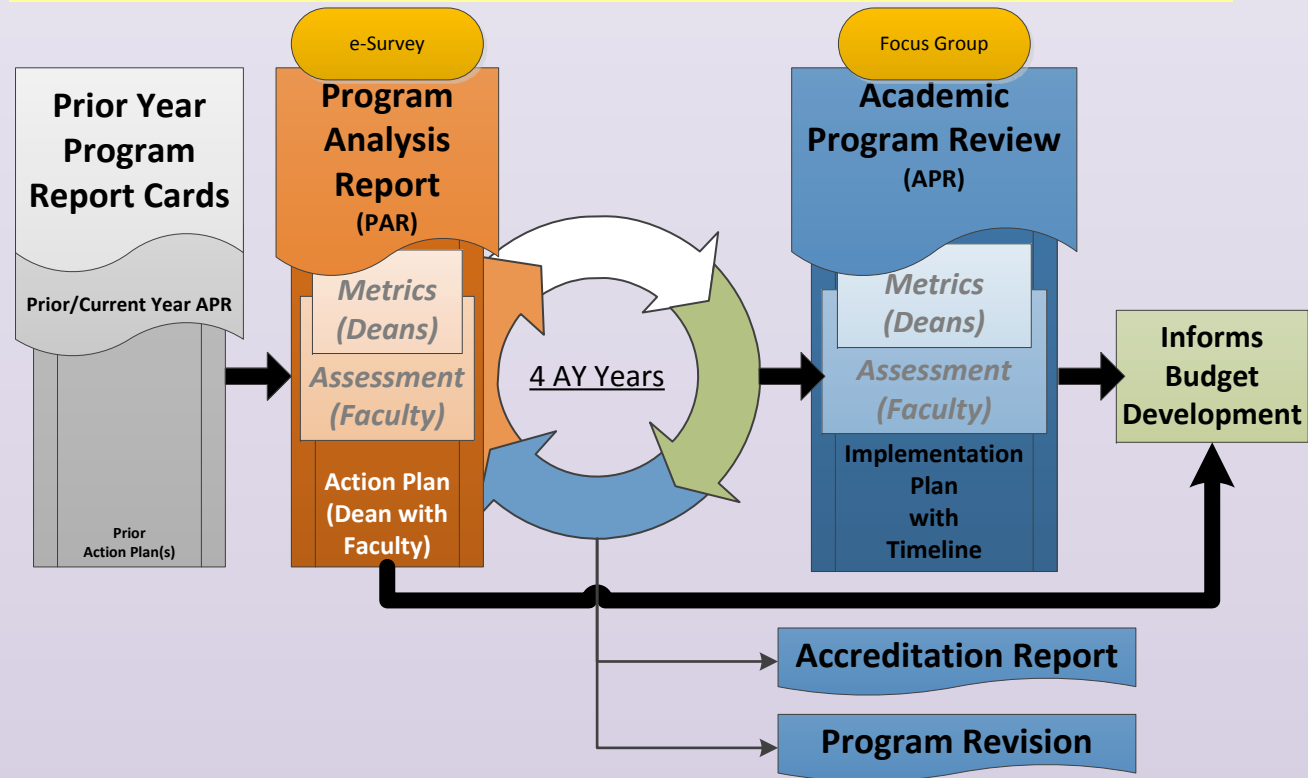 e-Survey
Focus Group
Prior Year
Program
Report Cards
Prior/Current Year APR
Prior
Action Plan(s)
Program
Analysis
Report
(PAR)
Metrics
(Deans)
Assessment
(Faculty)
Action Plan
(Dean with
Faculty)
4 AY Years
Academic
Program Review
(APR)
Metrics
(Deans)
Assessment
(Faculty)
Implementation
Plan
with
Timeline
Informs
Budget
Development
Accreditation Report
Program Revision